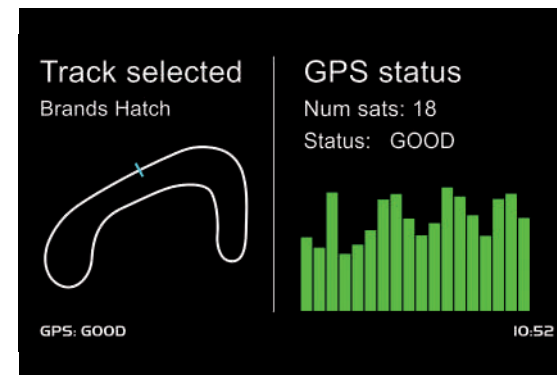 Track selected
Brands Hatch
GPS status
Num sats: 18
Status: GOOD
GPS: GOOD
10:52